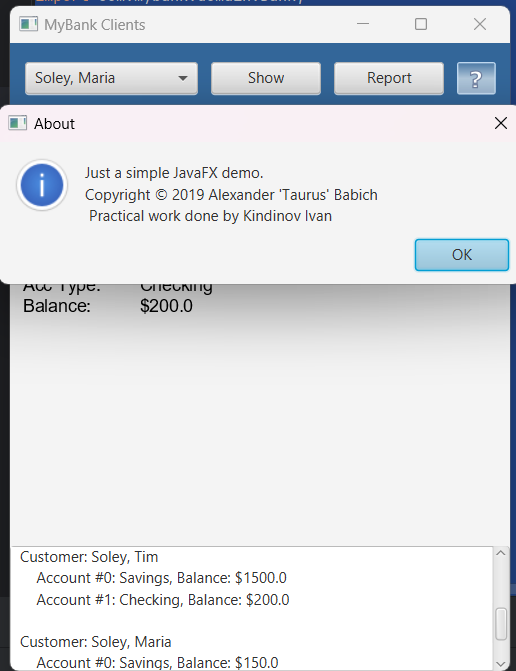 MyBank Clients
Soley, Maria
Show
Report
?
About
Just a simple JavaFX demo.
Copyright © 2019 Alexander 'Taurus' Babich
Practical work done by Kindinov Ivan
OK
Acc Type: Checking
Balance: $200.0
Customer: Soley, Tim
Account #0: Savings, Balance: $1500.0
Account #1: Checking, Balance: $200.0
Customer: Soley, Maria
Account #0: Savings, Balance: $150.0